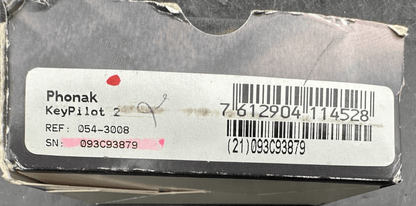 Phonak
KeyPilot 2
REF: 054-3008
SN: 093C93879
7 612904 114528
(21)093C93879